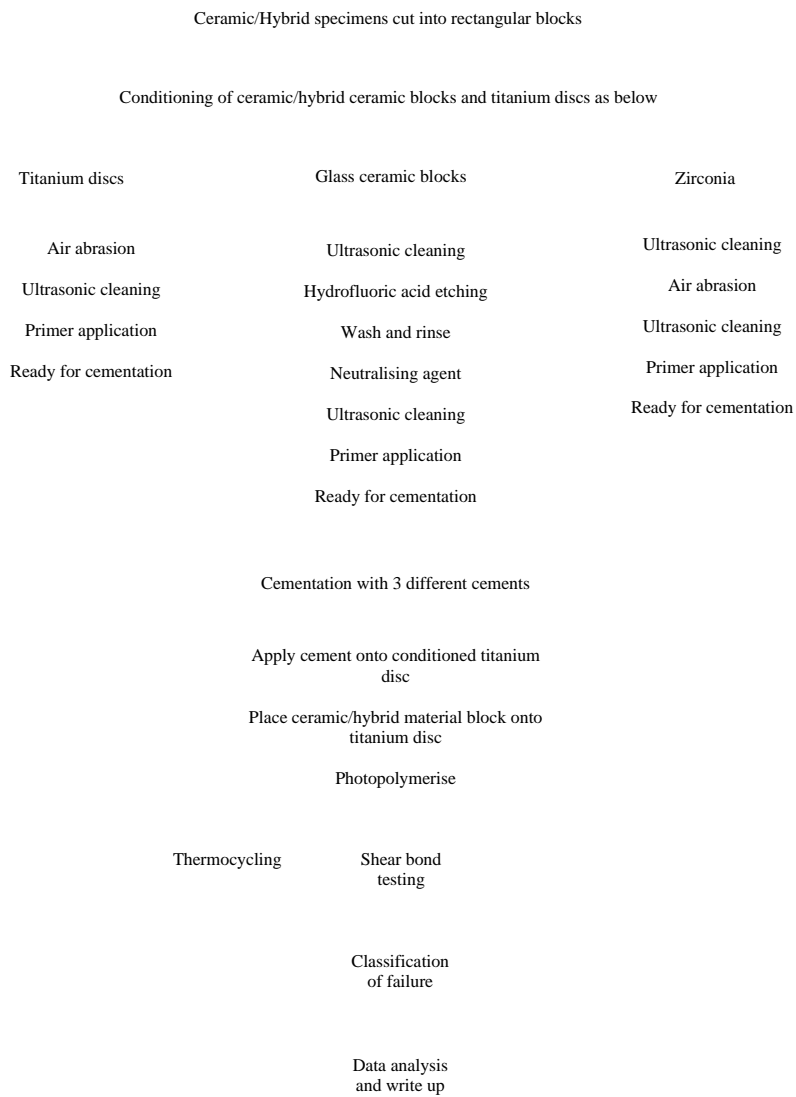 Ceramic/Hybrid specimens cut into rectangular blocks
Conditioning of ceramic/hybrid ceramic blocks and titanium discs as below
Titanium discs
Air abrasion
Ultrasonic cleaning
Primer application
Ready for cementation
Glass ceramic blocks
Ultrasonic cleaning
Hydrofluoric acid etching
Wash and rinse
Neutralising agent
Ultrasonic cleaning
Primer application
Ready for cementation
Zirconia
Ultrasonic cleaning
Air abrasion
Ultrasonic cleaning
Primer application
Ready for cementation
Cementation with 3 different cements
Apply cement onto conditioned titanium
disc
Place ceramic/hybrid material block onto
titanium disc
Photopolymerise
Thermocycling
Shear bond
testing
Classification
of failure
Data analysis
and write up